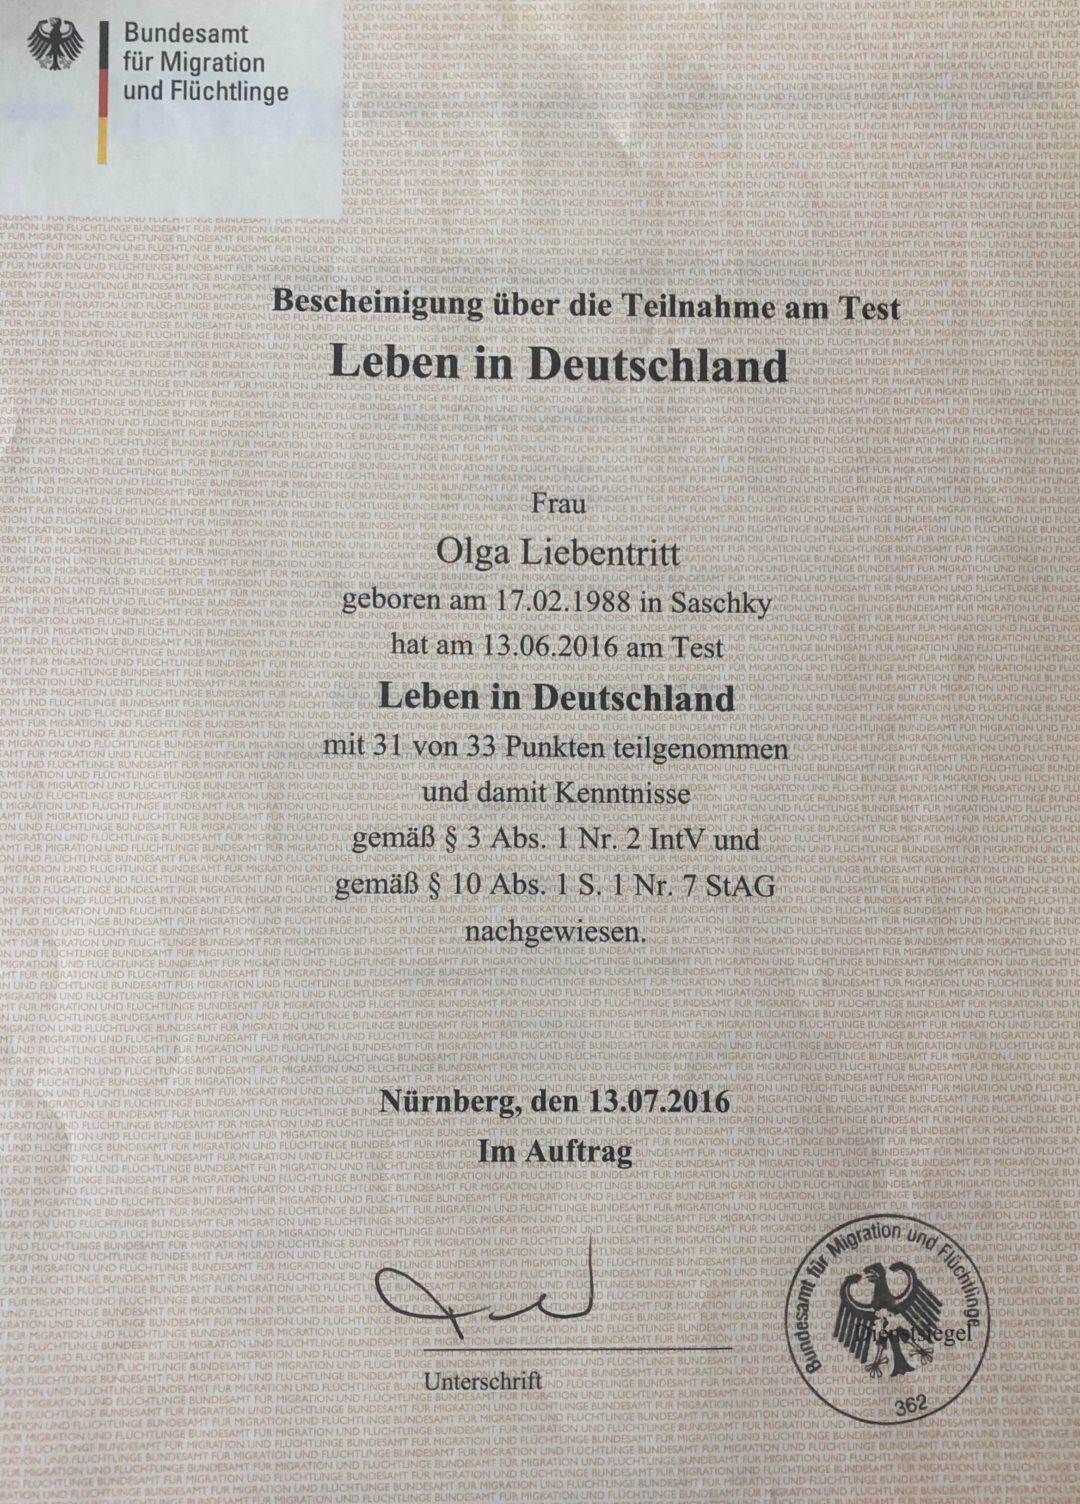 Bundesamt
für Migration
und Flüchtlinge
Bescheinigung über die Teilnahme am Test
Leben in Deutschland
Frau
Olga Liebentritt
geboren am 17.02.1988 in Saschky
hat am 13.06.2016 am Test
Leben in Deutschland
mit 31 von 33 Punkten teilgenommen
und damit Kenntnisse
gemäß § 3 Abs. 1 Nr. 2 IntV und
gemäß § 10 Abs. 1 S. 1 Nr. 7 StAG
nachgewiesen.
Nürnberg, den 13.07.2016
Im Auftrag
Unterschrift
Bundesamt für Migration und Flüchtlinge
Dienstsiegel
362